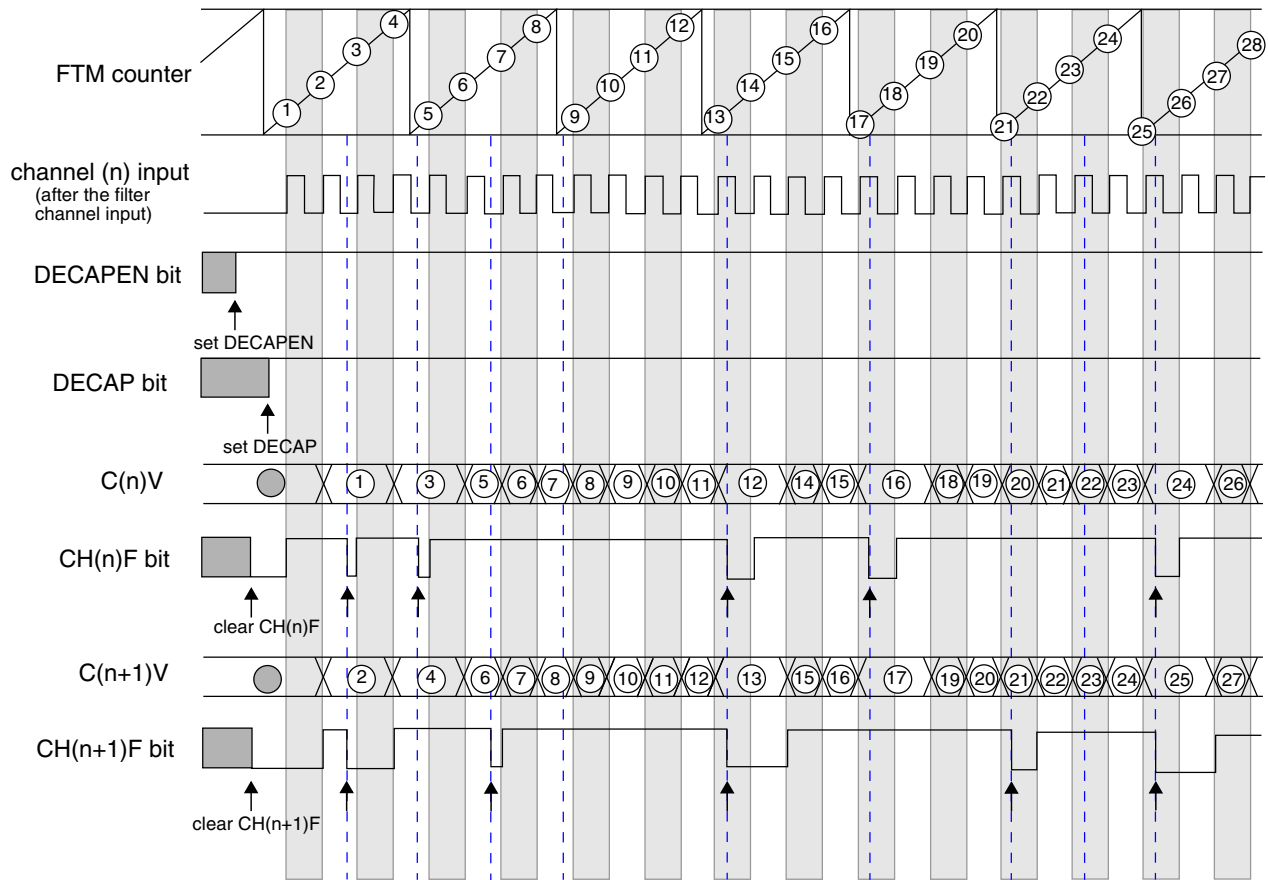 4 8 12 16 20 24 28
3 7 11 15 19 23 27
FTM counter
2 6 10 14 18 22 26
1 5 9 13 17 21 25
channel (n) input
(after the filter
channel input)
DECAPEN bit
set DECAPEN
DECAP bit
set DECAP
C(n)V 1 3 5 6 7 8 9 10 11 12 14 15 16 18 19 20 21 22 23 24 26
CH(n)F bit
clear CH(n)F
C(n+1)V 2 4 6 7 8 9 10 11 12 13 15 16 17 19 20 21 22 23 24 25 27
CH(n+1)F bit
clear CH(n+1)F